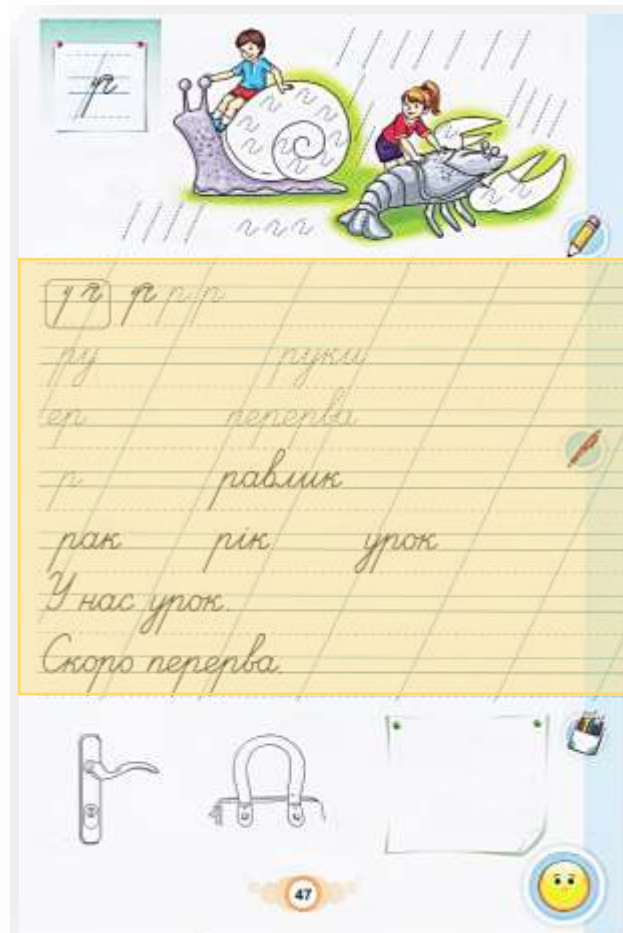 р
р р р р
ру руки
ер перерва
р равлик
рак рік урок
У нас урок.
Скоро перерва.
47